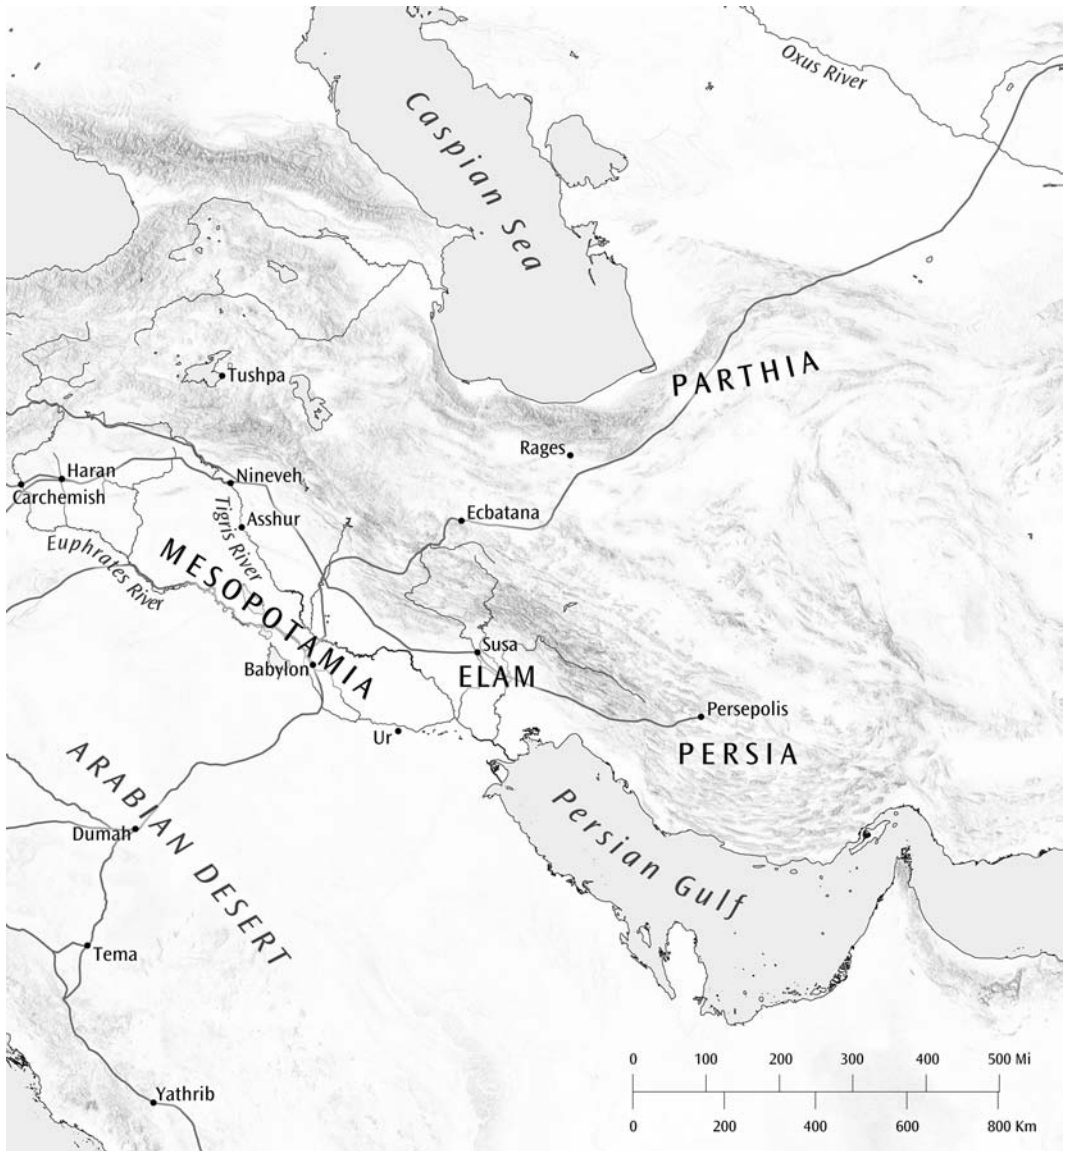 Oxus River
Caspian Sea
PARTHIA
Tushpa
Rages
Haran
Nineveh
Carchemish
Ecbatana
Asshur
Tigris River
Euphrates River
MESOPOTAMIA
Susa
Babylon
ELAM
Persepolis
Ur
PERSIA
ARABIAN DESERT
Persian Gulf
Dumah
Tema
Yathrib
0 100 200 300 400 500 Mi
0 200 400 600 800 Km